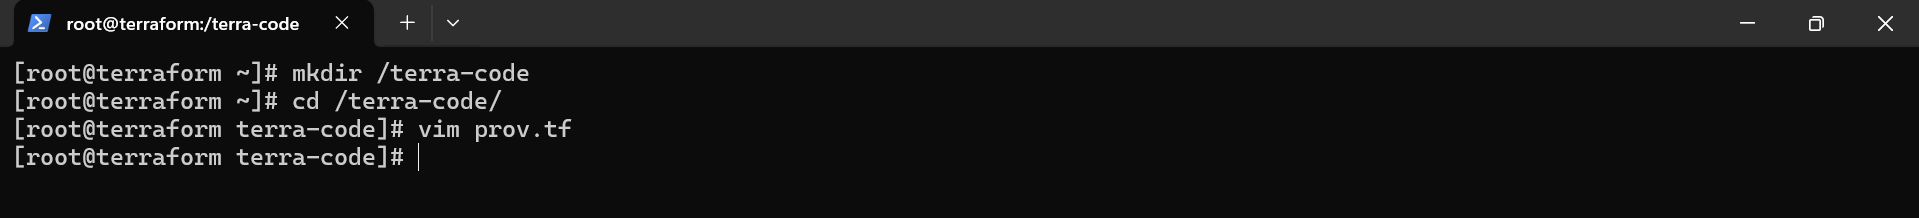 root@terraform:/terra-code
[root@terraform ~]# mkdir /terra-code
[root@terraform ~]# cd /terra-code/
[root@terraform terra-code]# vim prov.tf
[root@terraform terra-code]#